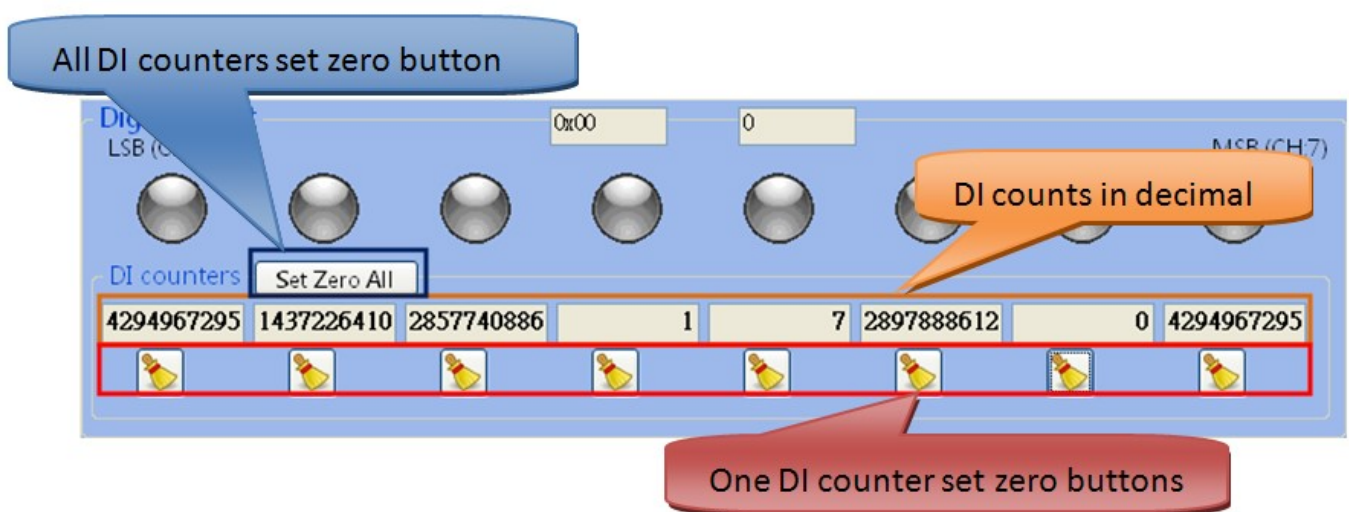 All DI counters set zero button
0x00 0
LSB
MSB (CH:7)
DI counts in decimal
DI counters Set Zero All
4294967295 1437226410 2857740886 1 7 2897888612 0 4294967295
One DI counter set zero buttons